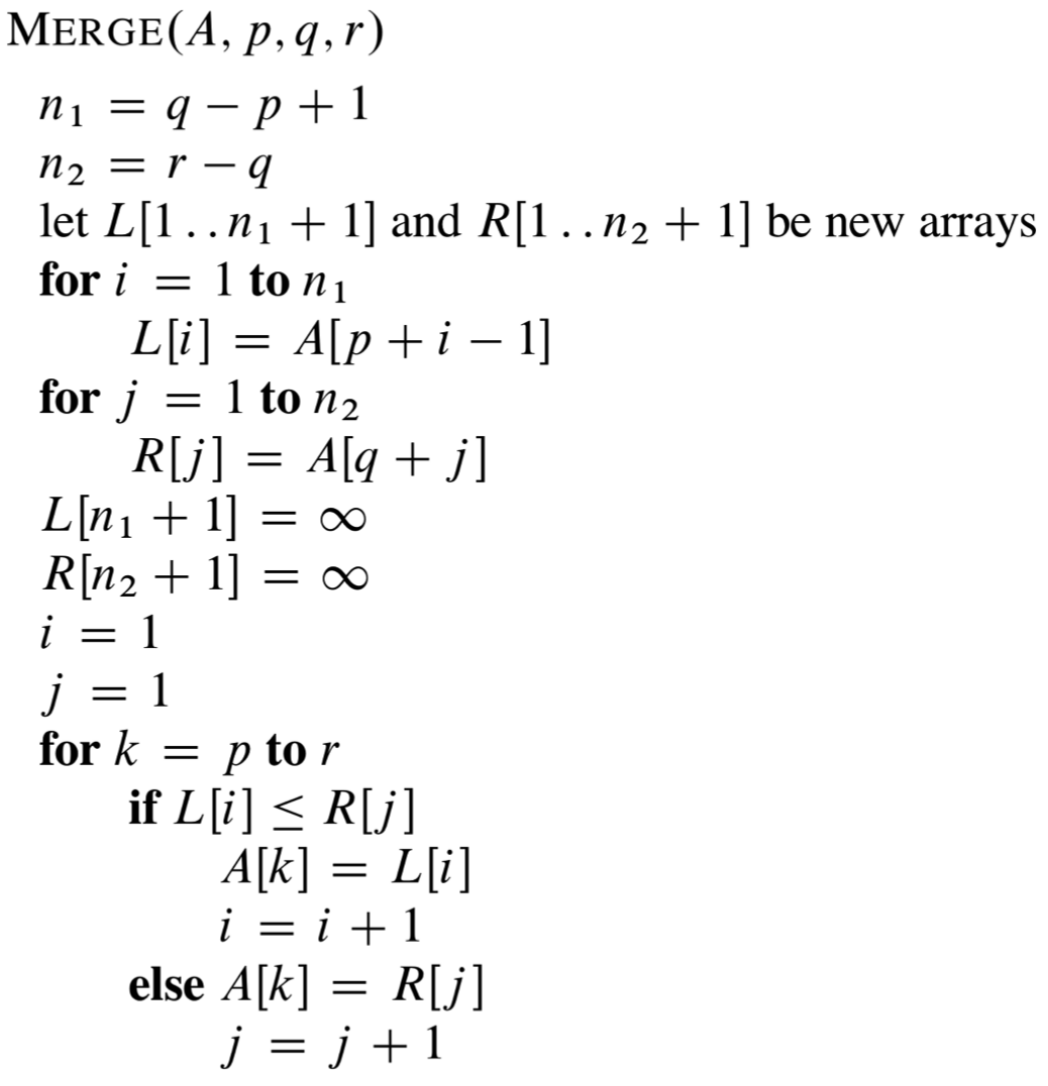 MERGE(A, p, q, r)
n₁ = q − p + 1
n₂ = r − q
let L[1 . . n₁ + 1] and R[1 . . n₂ + 1] be new arrays
for i = 1 to n₁
L[i] = A[p + i − 1]
for j = 1 to n₂
R[j] = A[q + j]
L[n₁ + 1] = ∞
R[n₂ + 1] = ∞
i = 1
j = 1
for k = p to r
if L[i] ≤ R[j]
A[k] = L[i]
i = i + 1
else A[k] = R[j]
j = j + 1